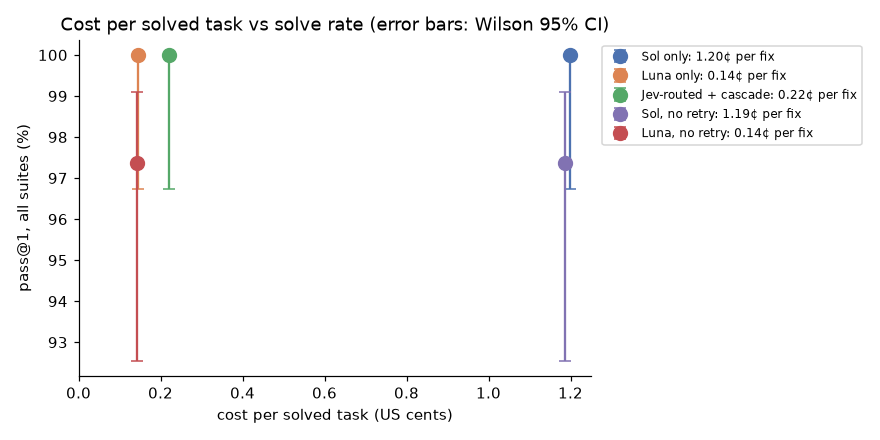 Cost per solved task vs solve rate (error bars: Wilson 95% CI)
pass@1, all suites (%)
100
99
98
97
96
95
94
93
0.0 0.2 0.4 0.6 0.8 1.0 1.2
cost per solved task (US cents)
Sol only: 1.20¢ per fix
Luna only: 0.14¢ per fix
Jev-routed + cascade: 0.22¢ per fix
Sol, no retry: 1.19¢ per fix
Luna, no retry: 0.14¢ per fix